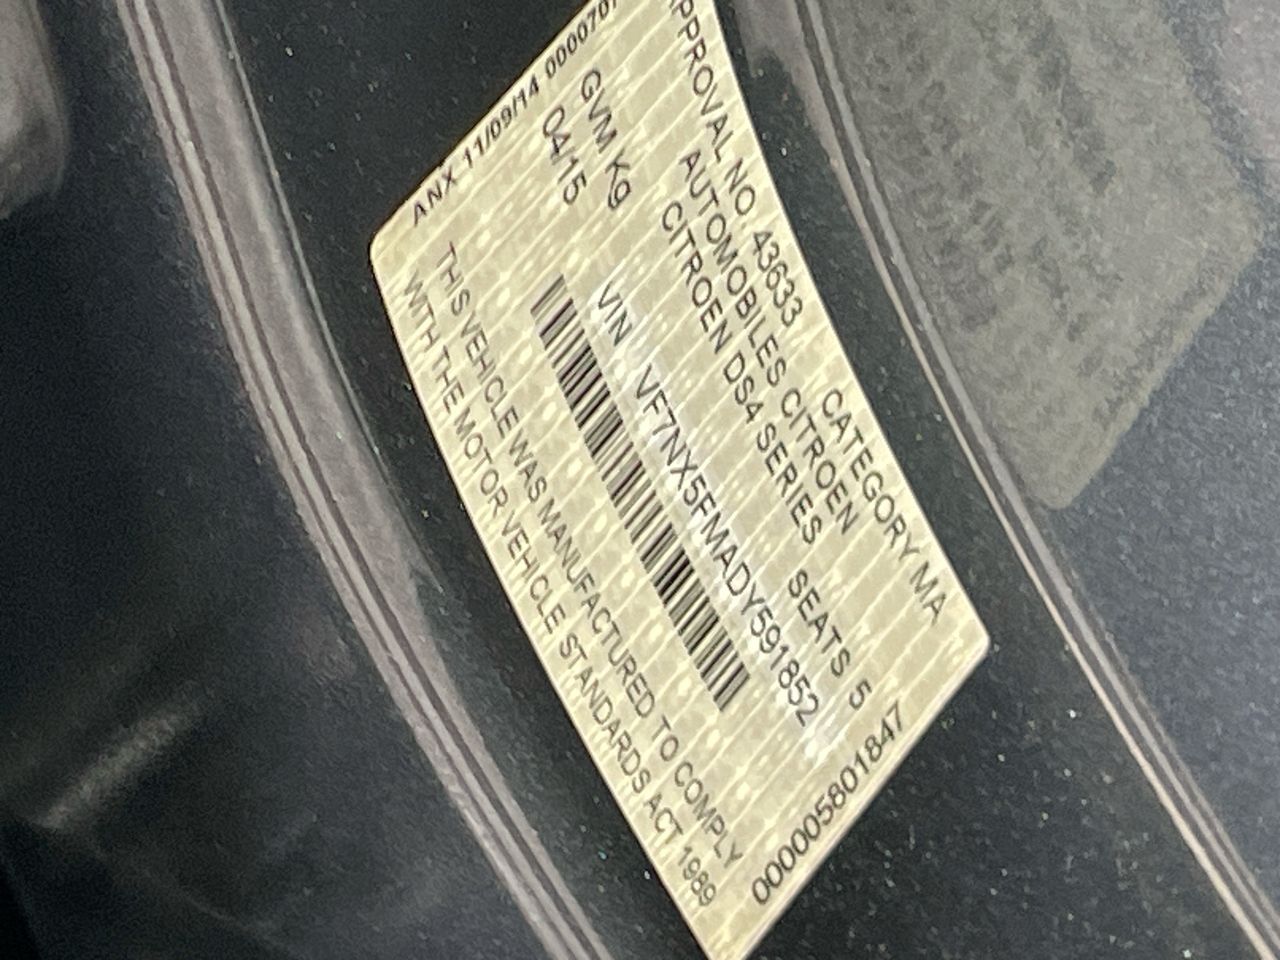 APPROVAL NO 43633 CATEGORY MA
AUTOMOBILES CITROEN
CITROEN DS4 SERIES SEATS 5
GVM Kg
04/15
VIN VF7NX5FMADY591852
THIS VEHICLE WAS MANUFACTURED TO COMPLY
WITH THE MOTOR VEHICLE STANDARDS ACT 1989
ANX 11/09/14
000005801847